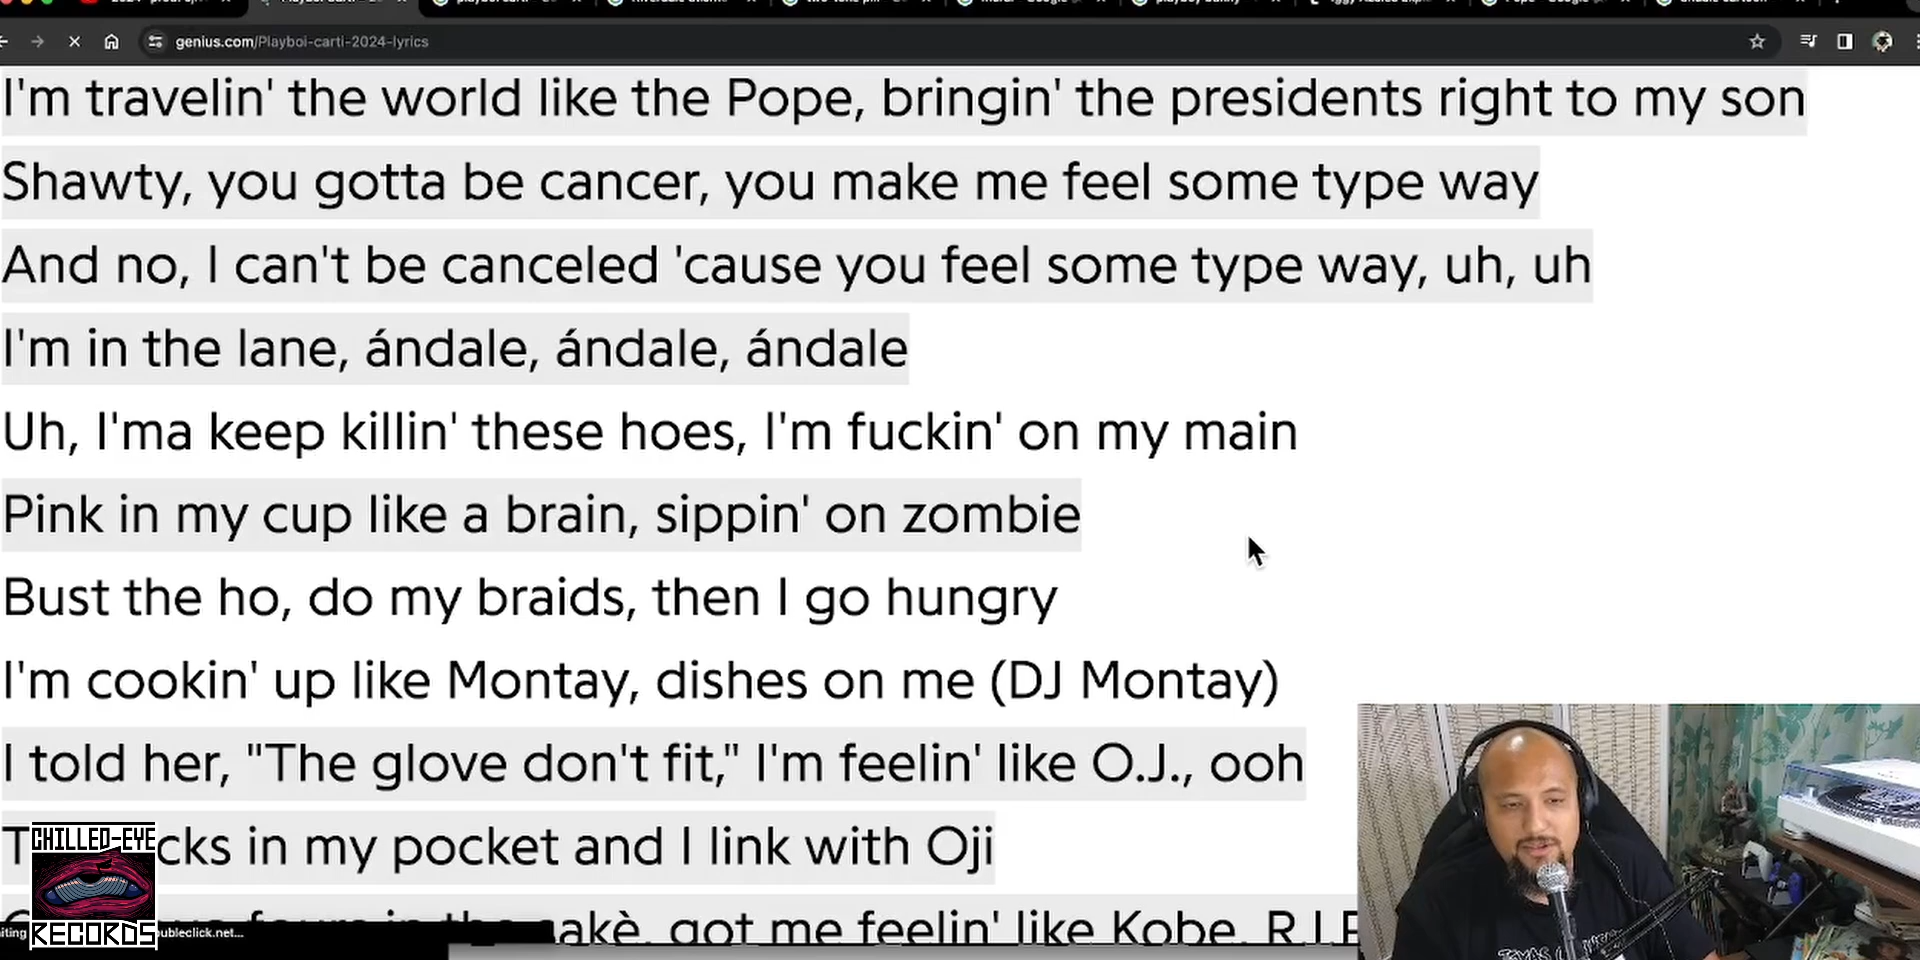 genius.com/Playboi-carti-2024-lyrics
I'm travelin' the world like the Pope, bringin' the presidents right to my son
Shawty, you gotta be cancer, you make me feel some type way
And no, I can't be canceled 'cause you feel some type way, uh, uh
I'm in the lane, ándale, ándale, ándale
Uh, I'ma keep killin' these hoes, I'm fuckin' on my main
Pink in my cup like a brain, sippin' on zombie
Bust the ho, do my braids, then I go hungry
I'm cookin' up like Montay, dishes on me (DJ Montay)
I told her, "The glove don't fit," I'm feelin' like O.J., ooh
in my pocket and I link with Oji
fours in the sakè, got me feelin' like Kobe, R.I.P
CHILLED-EYE
RECORDS